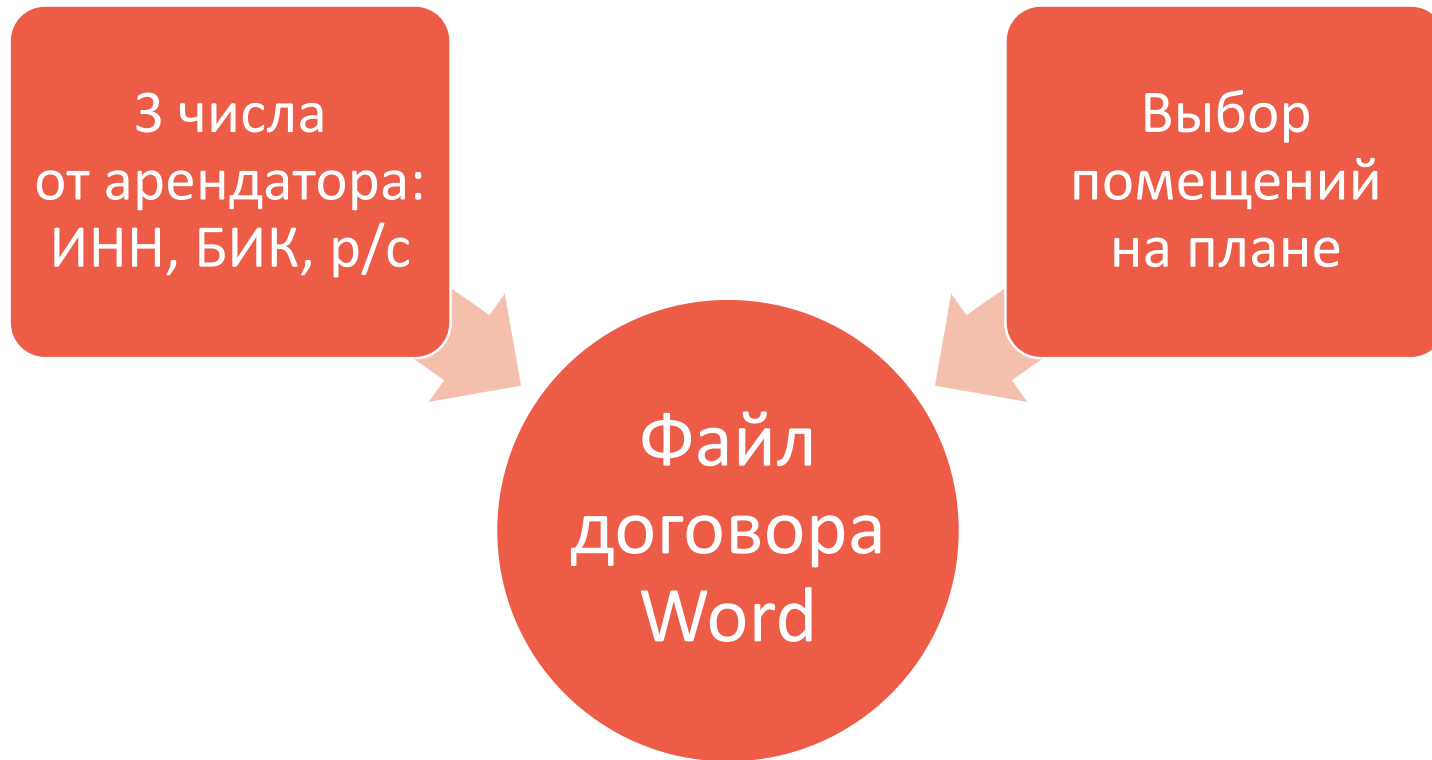 3 числа
от арендатора:
ИНН, БИК, р/с
Выбор
помещений
на плане
Файл
договора
Word